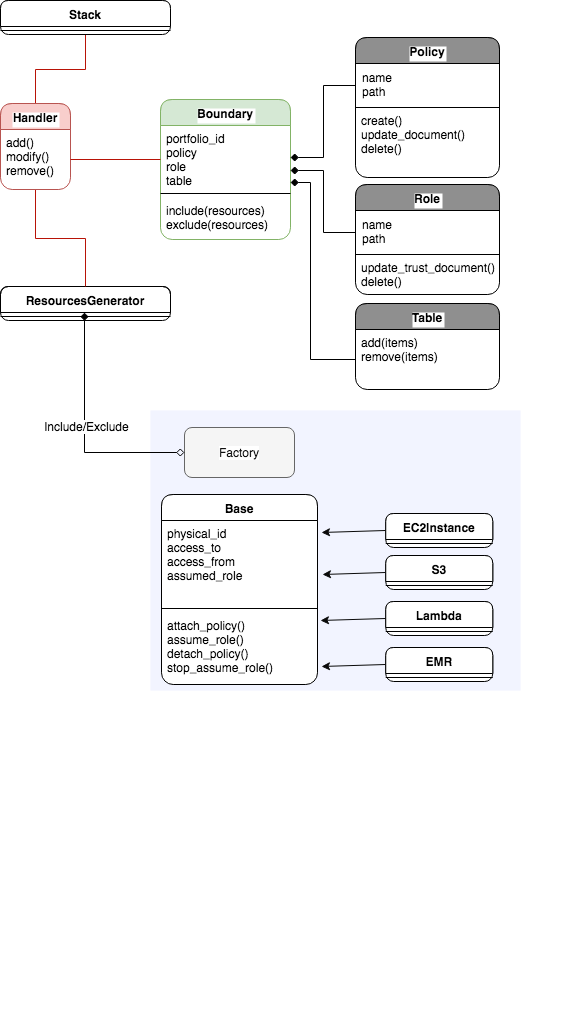 Stack
Handler
add()
modify()
remove()
Boundary
portfolio_id
policy
role
table
include(resources)
exclude(resources)
Policy
name
path
create()
update_document()
delete()
Role
name
path
update_trust_document()
delete()
Table
add(items)
remove(items)
ResourcesGenerator
Include/Exclude
Factory
Base
physical_id
access_to
access_from
assumed_role
attach_policy()
assume_role()
detach_policy()
stop_assume_role()
EC2Instance
S3
Lambda
EMR